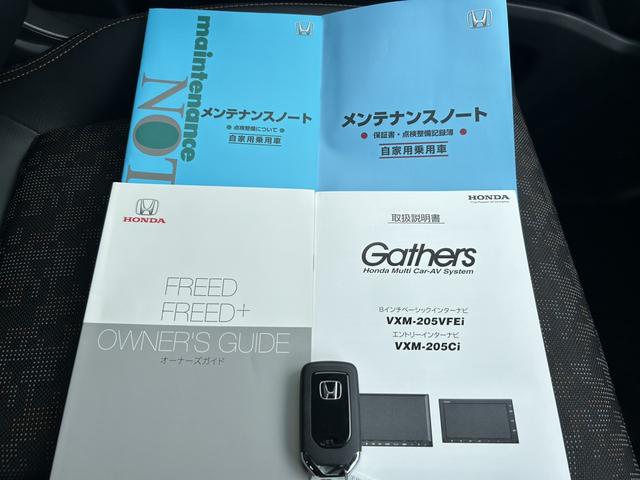 maintenance
NOT
メンテナンスノート
● 点検整備について ●
自家用乗用車
メンテナンスノート
● 保証書・点検整備記録簿 ●
自家用乗用車
HONDA
FREED
FREED+
OWNER'S GUIDE
オーナーズガイド
HONDA
The Power of Dreams
取扱説明書
Gathers
Honda Multi Car-AV System
8インチベーシックインターナビ
VXM-205VFEi
エントリーインターナビ
VXM-205Ci